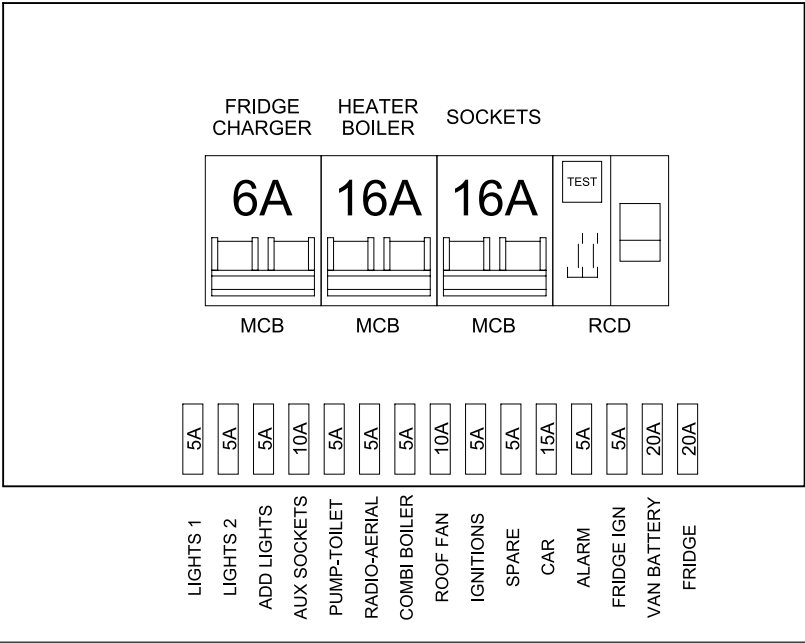 FRIDGE
CHARGER
HEATER
BOILER
SOCKETS
6A
16A
16A
TEST
MCB
MCB
MCB
RCD
5A
5A
5A
10A
5A
5A
5A
10A
5A
5A
15A
5A
5A
20A
20A
LIGHTS 1
LIGHTS 2
ADD LIGHTS
AUX SOCKETS
PUMP-TOILET
RADIO-AERIAL
COMBI BOILER
ROOF FAN
IGNITIONS
SPARE
CAR
ALARM
FRIDGE IGN
VAN BATTERY
FRIDGE